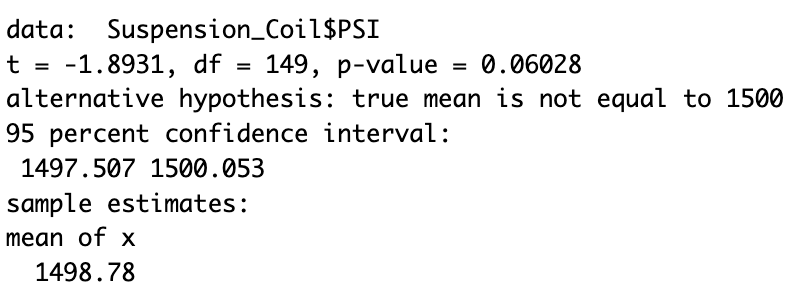 data:  Suspension_Coil$PSI
t = -1.8931, df = 149, p-value = 0.06028
alternative hypothesis: true mean is not equal to 1500
95 percent confidence interval:
 1497.507 1500.053
sample estimates:
mean of x
  1498.78